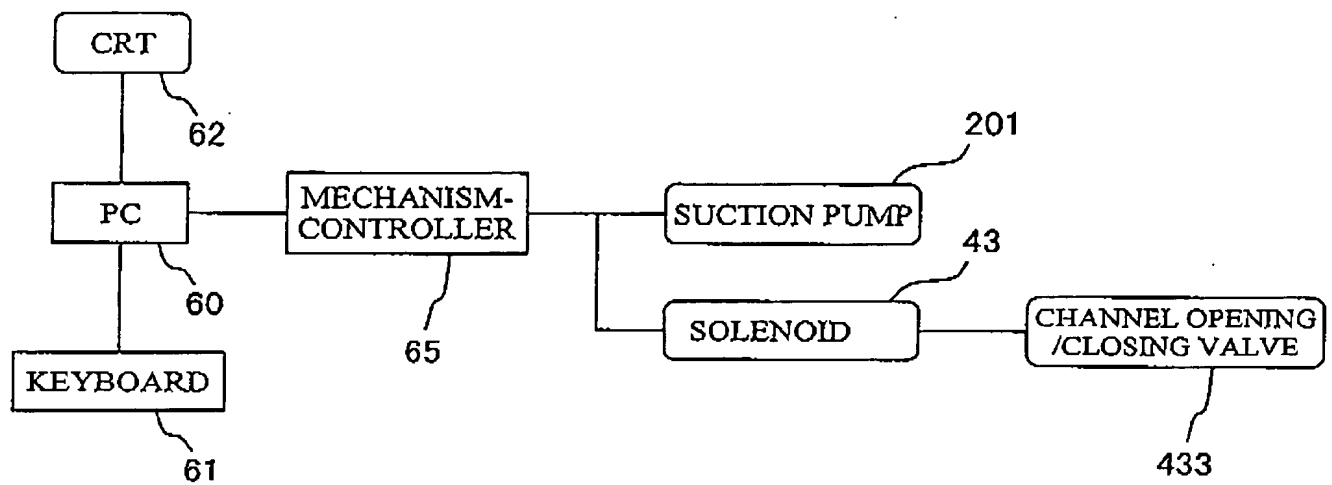 CRT
62
201
PC
MECHANISM-
CONTROLLER
SUCTION PUMP
60
43
65
SOLENOID
CHANNEL OPENING
/CLOSING VALVE
KEYBOARD
61
433